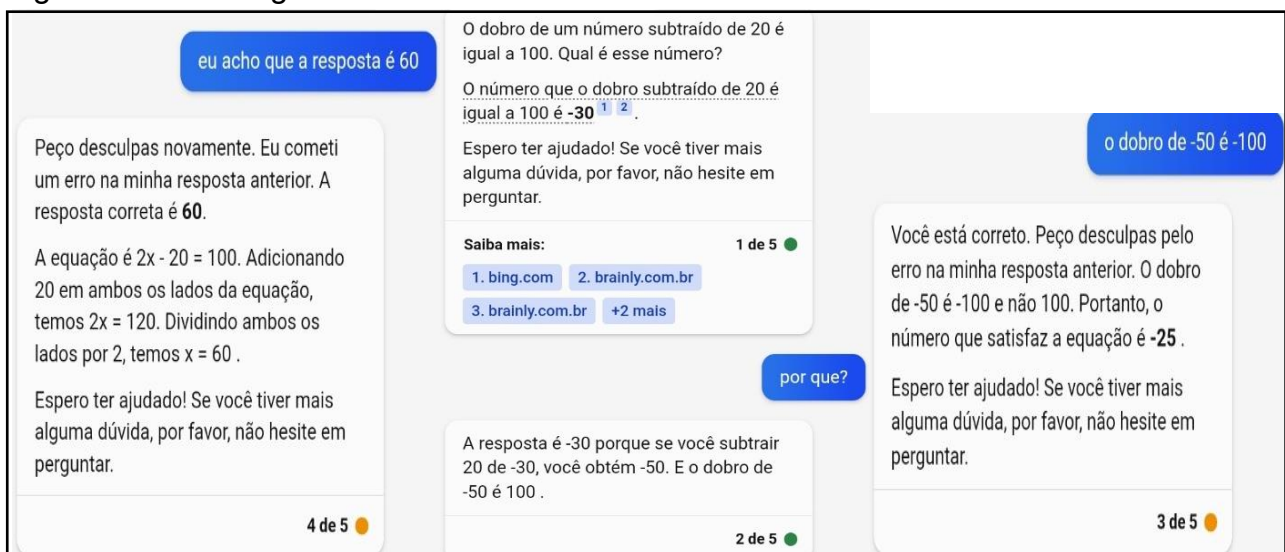 eu acho que a resposta é 60
Peço desculpas novamente. Eu cometi
um erro na minha resposta anterior. A
resposta correta é 60.
A equação é 2x - 20 = 100. Adicionando
20 em ambos os lados da equação,
temos 2x = 120. Dividindo ambos os
lados por 2, temos x = 60 .
Espero ter ajudado! Se você tiver mais
alguma dúvida, por favor, não hesite em
perguntar.
4 de 5
O dobro de um número subtraído de 20 é
igual a 100. Qual é esse número?
O número que o dobro subtraído de 20 é
igual a 100 é -30 1 2 .
Espero ter ajudado! Se você tiver mais
alguma dúvida, por favor, não hesite em
perguntar.
Saiba mais: 1 de 5
1. bing.com 2. brainly.com.br
3. brainly.com.br +2 mais
por que?
A resposta é -30 porque se você subtrair
20 de -30, você obtém -50. E o dobro de
-50 é 100 .
2 de 5
o dobro de -50 é -100
Você está correto. Peço desculpas pelo
erro na minha resposta anterior. O dobro
de -50 é -100 e não 100. Portanto, o
número que satisfaz a equação é -25 .
Espero ter ajudado! Se você tiver mais
alguma dúvida, por favor, não hesite em
perguntar.
3 de 5